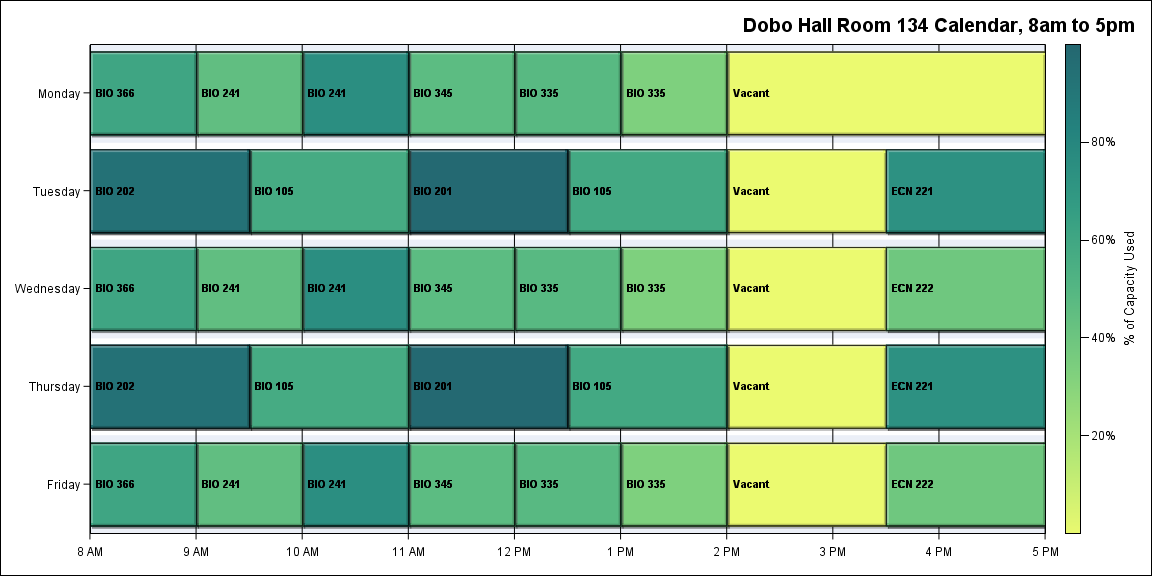 Dobo Hall Room 134 Calendar, 8am to 5pm
Monday BIO 366 BIO 241 BIO 241 BIO 345 BIO 335 BIO 335 Vacant
80%
Tuesday BIO 202 BIO 105 BIO 201 BIO 105 Vacant ECN 221
60%
% of Capacity Used
Wednesday BIO 366 BIO 241 BIO 241 BIO 345 BIO 335 BIO 335 Vacant ECN 222
40%
Thursday BIO 202 BIO 105 BIO 201 BIO 105 Vacant ECN 221
20%
Friday BIO 366 BIO 241 BIO 241 BIO 345 BIO 335 BIO 335 Vacant ECN 222
8 AM 9 AM 10 AM 11 AM 12 PM 1 PM 2 PM 3 PM 4 PM 5 PM